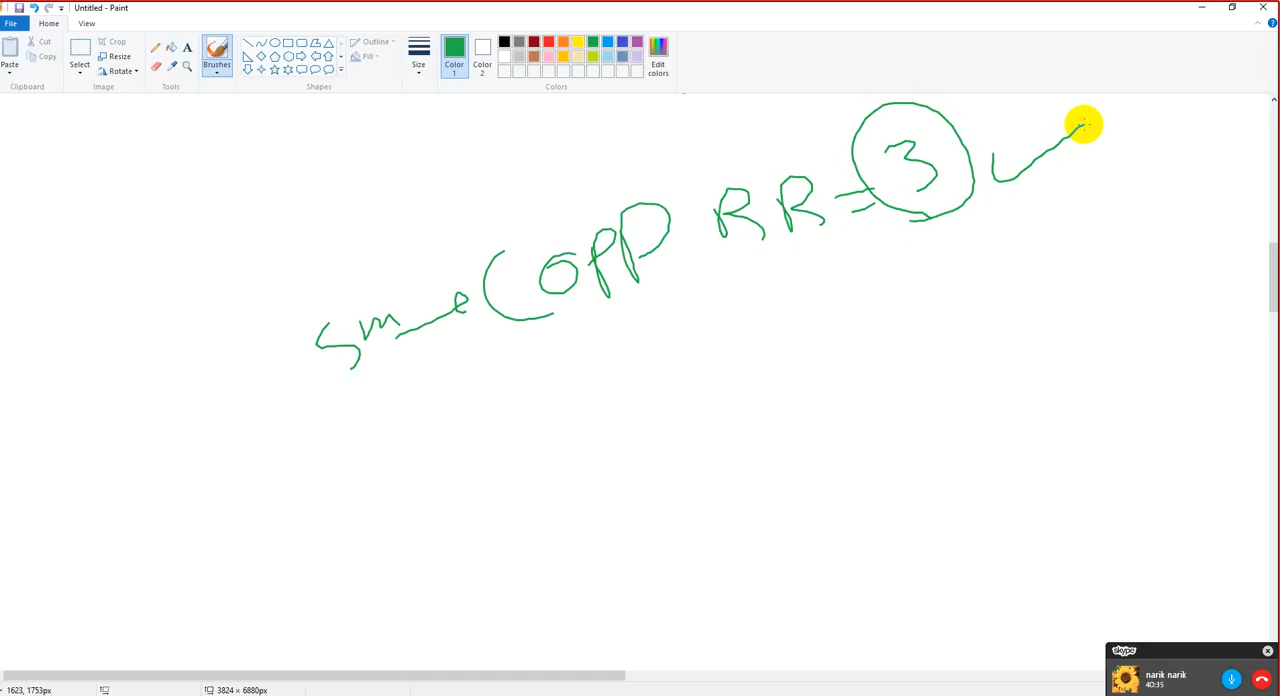 Untitled - Paint
File Home View
Paste
Cut
Copy
Clipboard
Select
Crop
Resize
Rotate
Image
Tools
Brushes
Shapes
Outline
Fill
Size
Color 1
Color 2
Edit colors
Colors
OPP RR = 3
1623, 1753px
3824 × 6880px
skype
narik narik
40:35